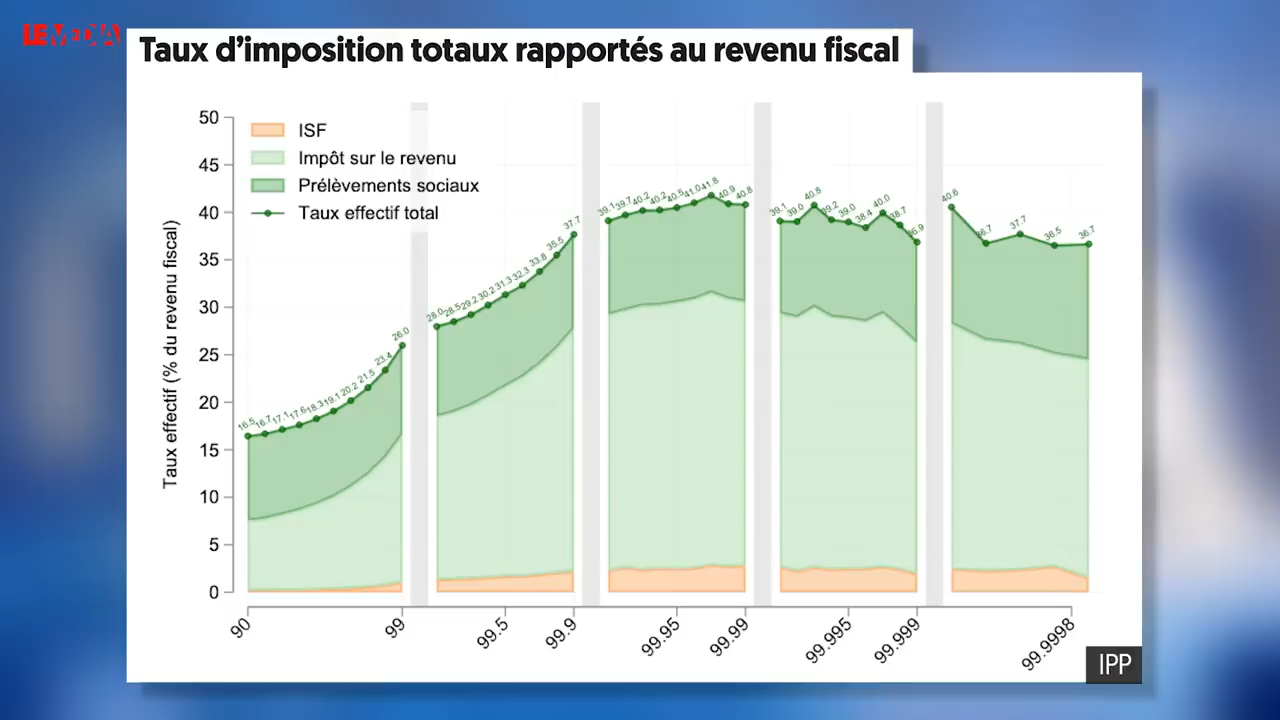 LEMEDIA
Taux d'imposition totaux rapportés au revenu fiscal
ISF
Impôt sur le revenu
Prélèvements sociaux
Taux effectif total
Taux effectif (% du revenu fiscal)
50
45
40
35
30
25
20
15
10
5
0
16.5 16.7 17.1 17.6 18.3 19.1 20.2 21.5 23.4 26.0
28.0 28.5 29.2 30.2 31.3 32.3 33.8 35.5 37.7
39.1 39.7 40.2 40.2 40.5 41.0 41.8 40.9 40.8
39.1 39.0 40.8 39.2 39.0 38.4 40.0 38.7 36.9
40.6 36.7 37.7 36.5 36.7
90 99 99.5 99.9 99.95 99.99 99.995 99.999 99.9998
IPP